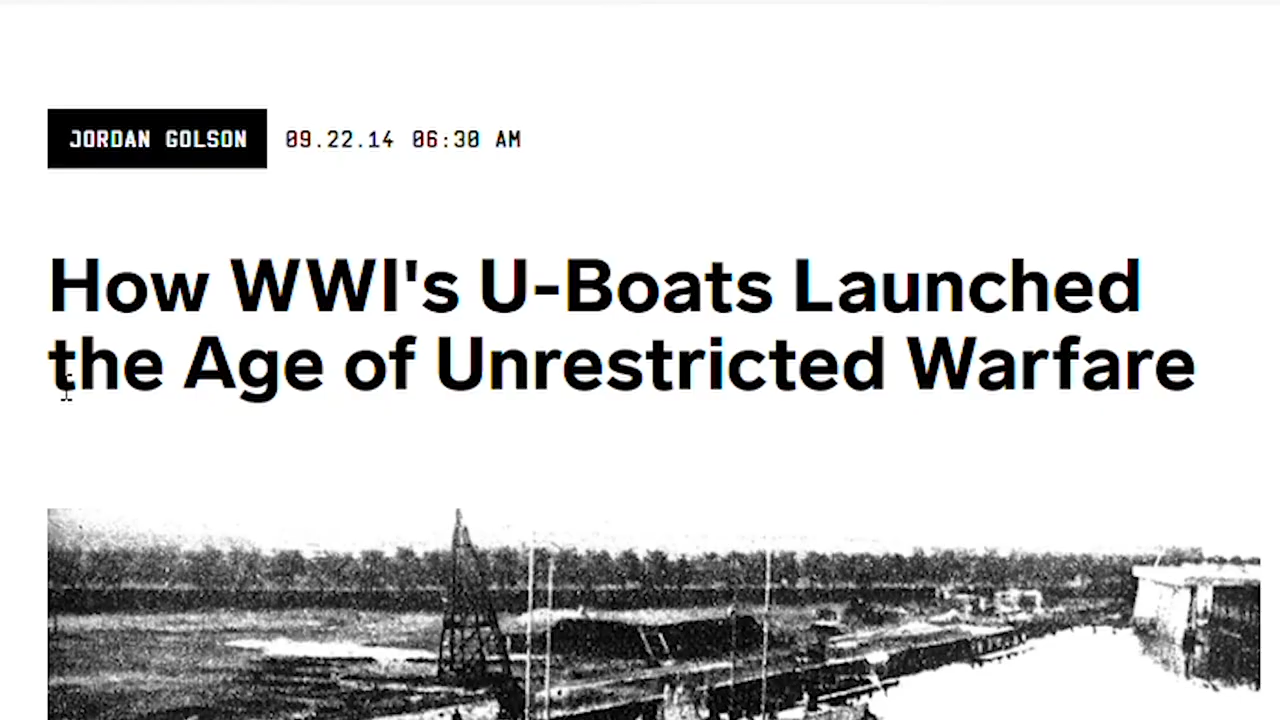 JORDAN GOLSON 09.22.14 06:30 AM
How WWI's U-Boats Launched
the Age of Unrestricted Warfare